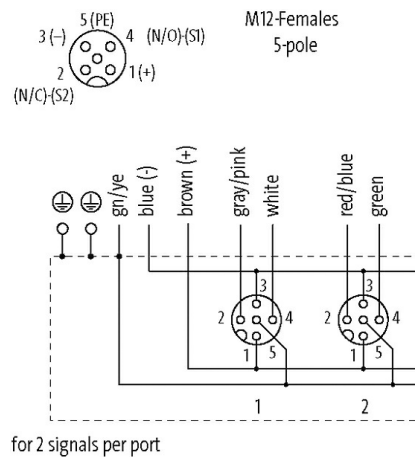 5 (PE)
3 (–)
4
(N/O)-(S1)
2
1 (+)
(N/C)-(S2)
M12-Females
5-pole
gn/ye
blue (-)
brown (+)
gray/pink
white
red/blue
green
3
2
4
1
5
3
2
4
1
5
1
2
for 2 signals per port